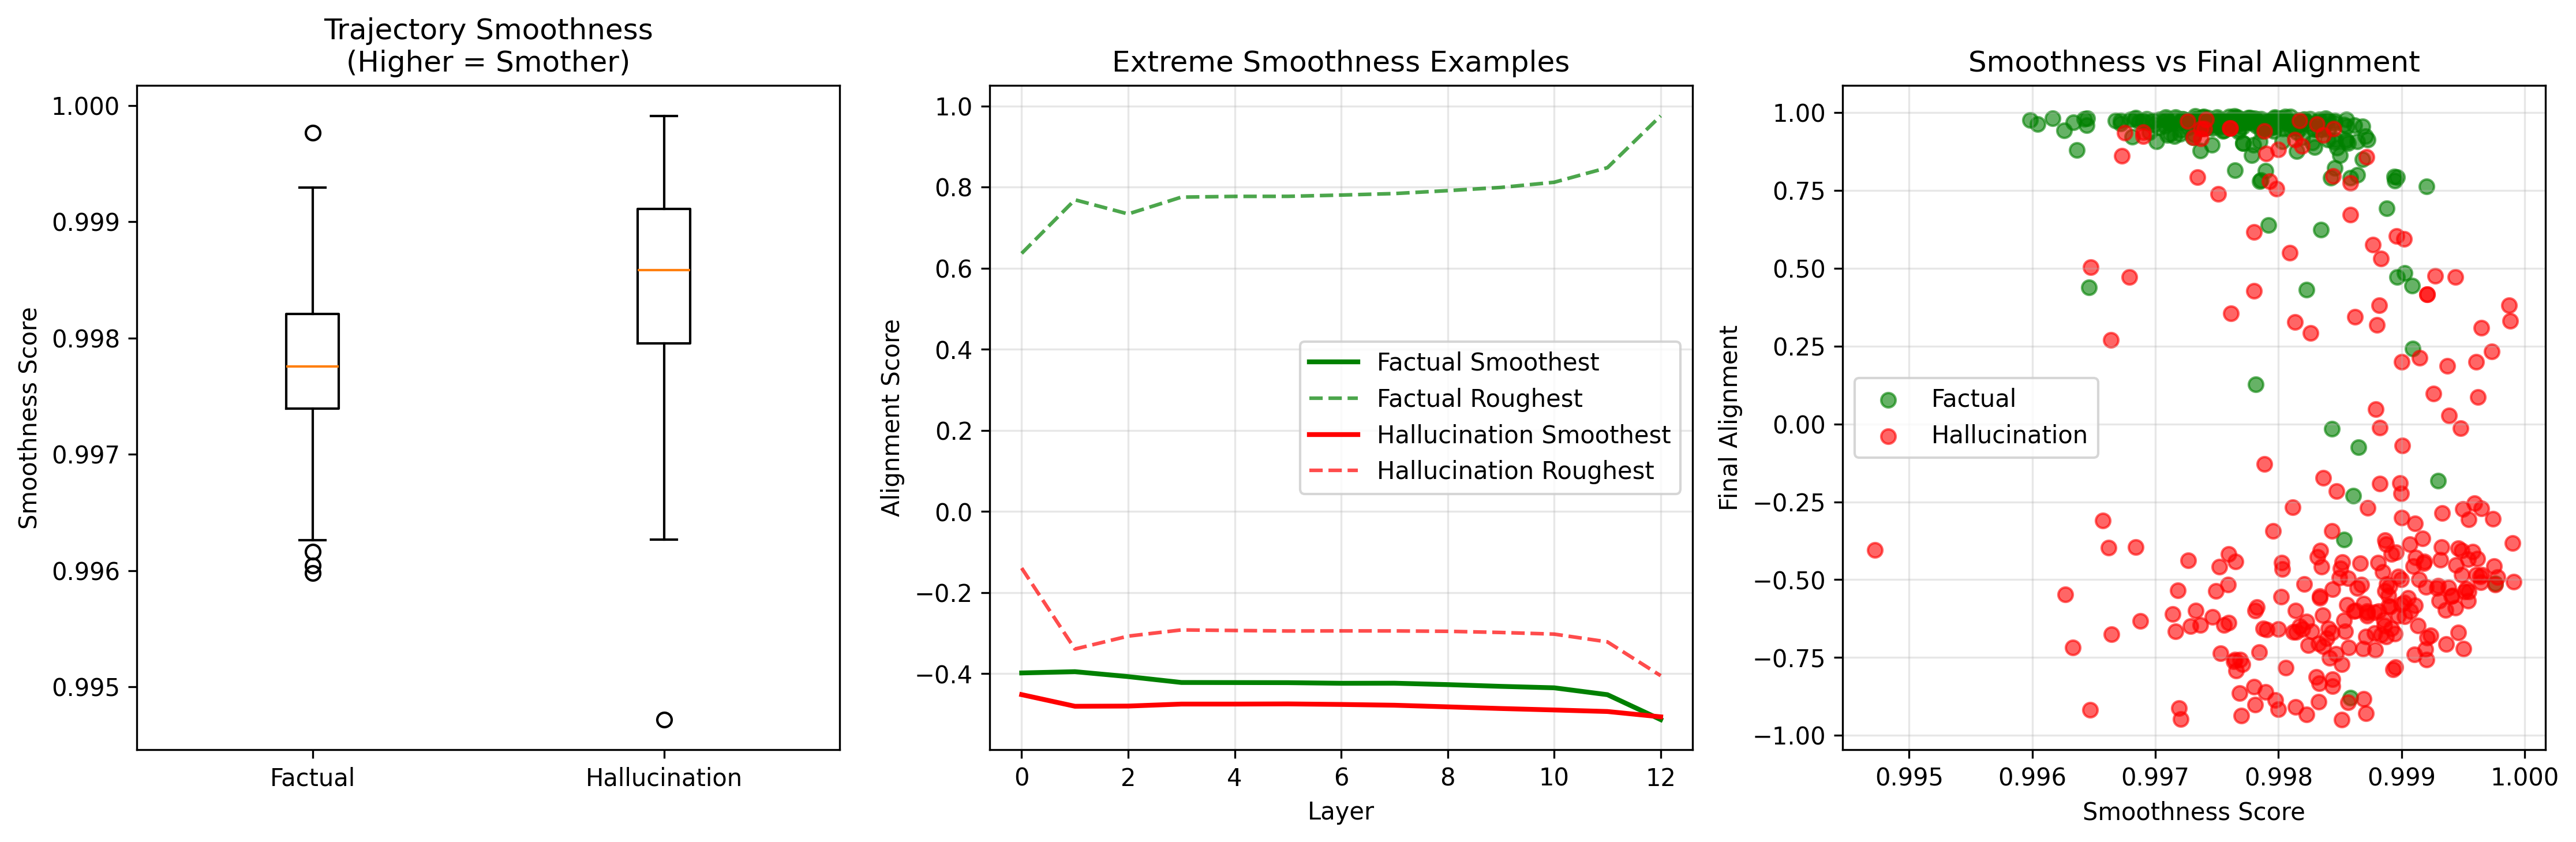 Trajectory Smoothness
(Higher = Smother)
Smoothness Score
1.000
0.999
0.998
0.997
0.996
0.995
Factual
Hallucination
Extreme Smoothness Examples
Alignment Score
1.0
0.8
0.6
0.4
0.2
0.0
−0.2
−0.4
Factual Smoothest
Factual Roughest
Hallucination Smoothest
Hallucination Roughest
0 2 4 6 8 10 12
Layer
Smoothness vs Final Alignment
Final Alignment
1.00
0.75
0.50
0.25
0.00
−0.25
−0.50
−0.75
−1.00
Factual
Hallucination
0.995 0.996 0.997 0.998 0.999 1.000
Smoothness Score